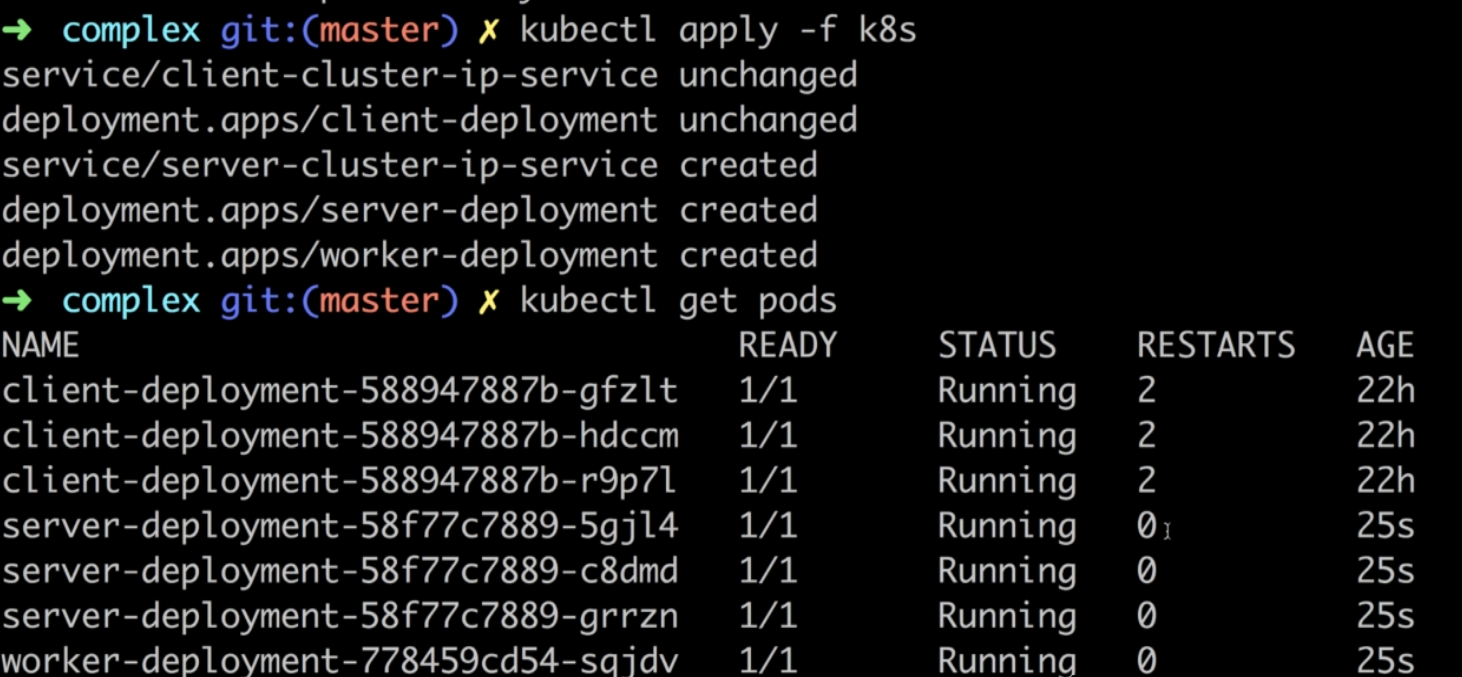 ➜ complex git:(master) ✗ kubectl apply -f k8s
service/client-cluster-ip-service unchanged
deployment.apps/client-deployment unchanged
service/server-cluster-ip-service created
deployment.apps/server-deployment created
deployment.apps/worker-deployment created
➜ complex git:(master) ✗ kubectl get pods
NAME READY STATUS RESTARTS AGE
client-deployment-588947887b-gfzlt 1/1 Running 2 22h
client-deployment-588947887b-hdccm 1/1 Running 2 22h
client-deployment-588947887b-r9p7l 1/1 Running 2 22h
server-deployment-58f77c7889-5gjl4 1/1 Running 0 25s
server-deployment-58f77c7889-c8dmd 1/1 Running 0 25s
server-deployment-58f77c7889-grrzn 1/1 Running 0 25s
worker-deployment-778459cd54-sqjdv 1/1 Running 0 25s